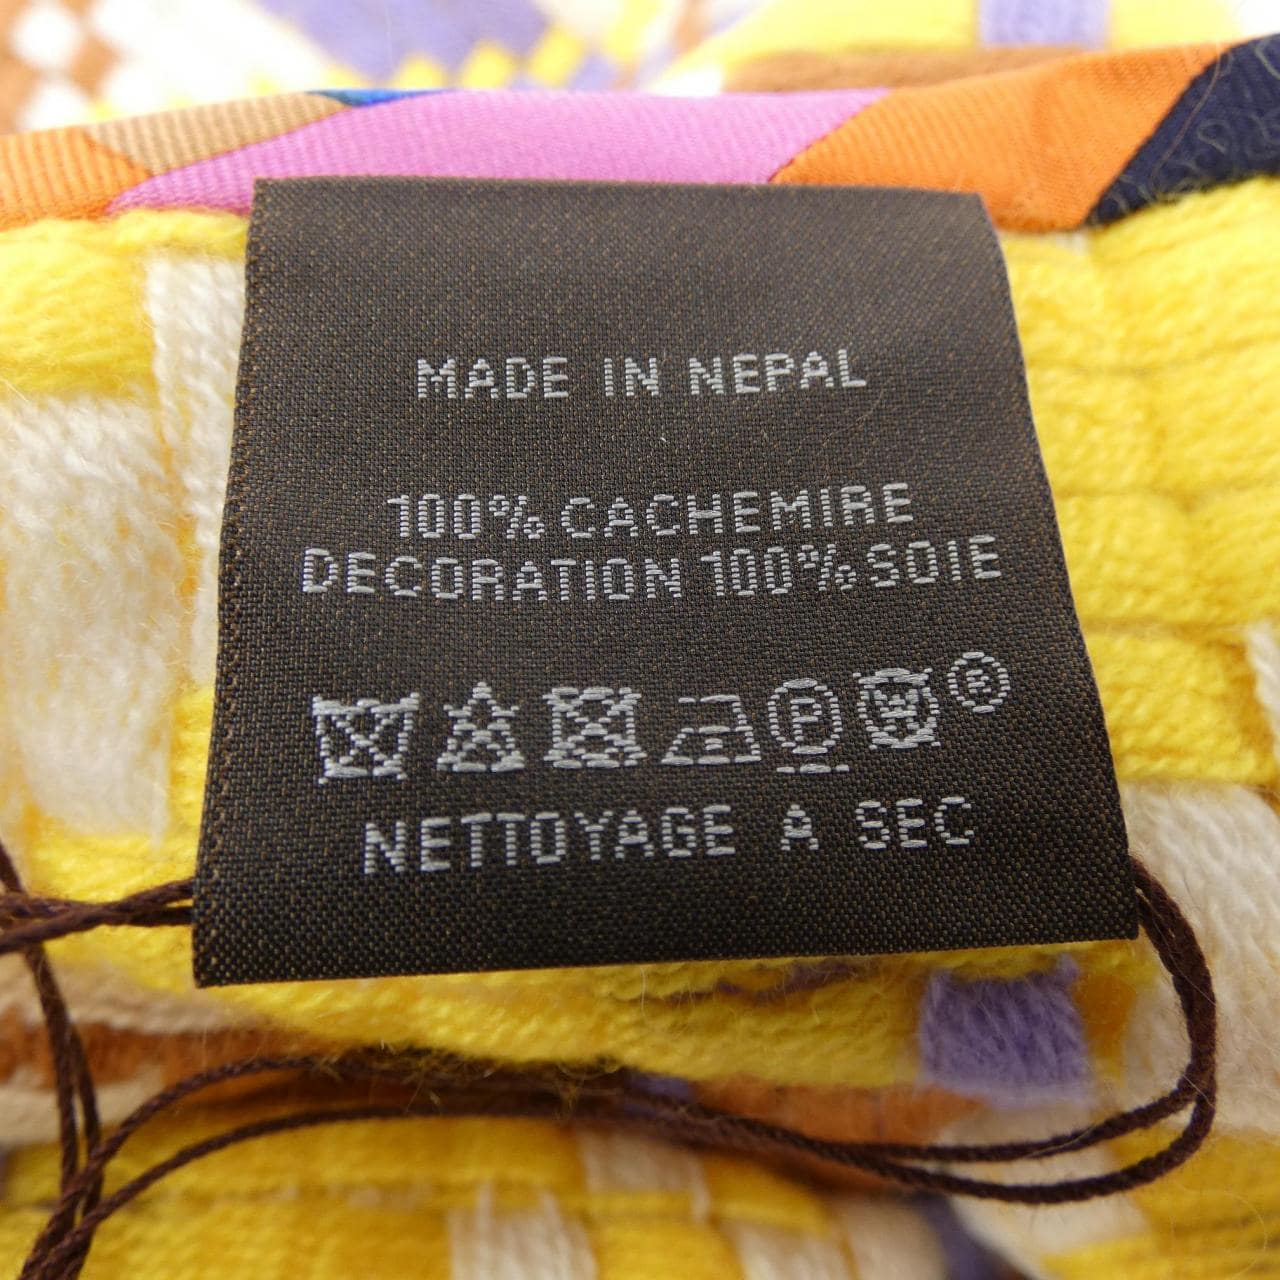 MADE IN NEPAL
100% CACHEMIRE
DECORATION 100% SOIE
P W ®
NETTOYAGE A SEC